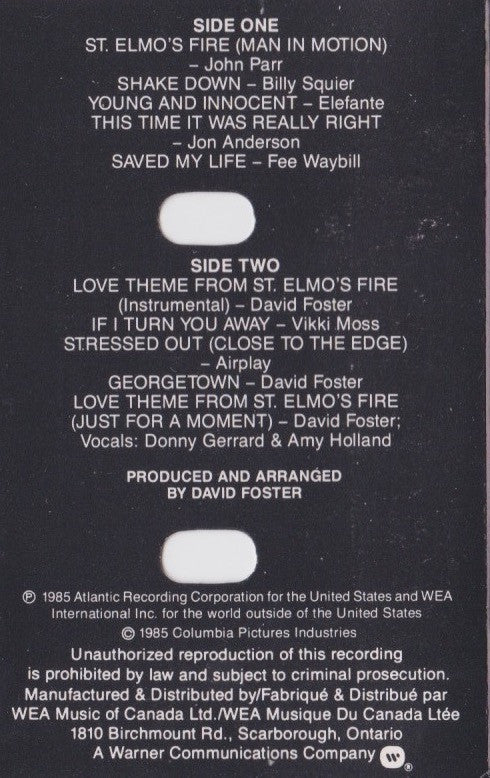 SIDE ONE
ST. ELMO'S FIRE (MAN IN MOTION)
– John Parr
SHAKE DOWN – Billy Squier
YOUNG AND INNOCENT – Elefante
THIS TIME IT WAS REALLY RIGHT
– Jon Anderson
SAVED MY LIFE – Fee Waybill
SIDE TWO
LOVE THEME FROM ST. ELMO'S FIRE
(Instrumental) – David Foster
IF I TURN YOU AWAY – Vikki Moss
STRESSED OUT (CLOSE TO THE EDGE)
– Airplay
GEORGETOWN – David Foster
LOVE THEME FROM ST. ELMO'S FIRE
(JUST FOR A MOMENT) – David Foster;
Vocals: Donny Gerrard & Amy Holland
PRODUCED AND ARRANGED
BY DAVID FOSTER
℗ 1985 Atlantic Recording Corporation for the United States and WEA
International Inc. for the world outside of the United States
© 1985 Columbia Pictures Industries
Unauthorized reproduction of this recording
is prohibited by law and subject to criminal prosecution.
Manufactured & Distributed by/Fabriqué & Distribué par
WEA Music of Canada Ltd./WEA Musique Du Canada Ltée
1810 Birchmount Rd., Scarborough, Ontario
A Warner Communications Company ®